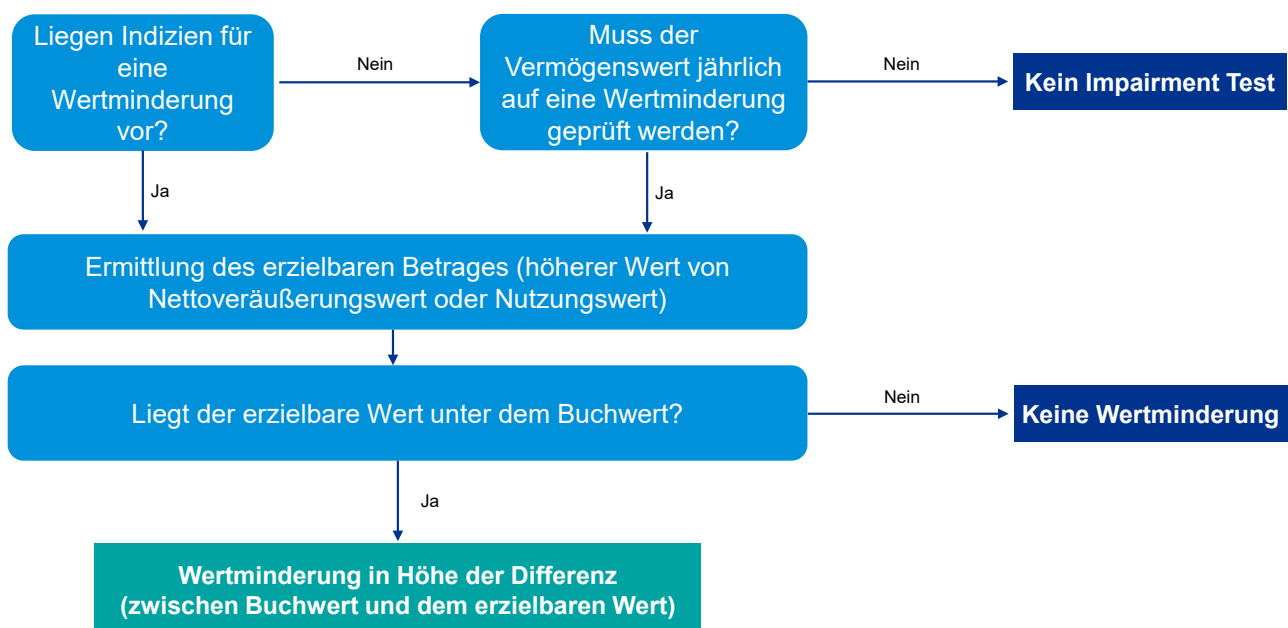 Liegen Indizien für
eine
Wertminderung
vor?
Nein
Muss der
Vermögenswert jährlich
auf eine Wertminderung
geprüft werden?
Nein
Kein Impairment Test
Ja
Ja
Ermittlung des erzielbaren Betrages (höherer Wert von
Nettoveräußerungswert oder Nutzungswert)
Liegt der erzielbare Wert unter dem Buchwert?
Nein
Keine Wertminderung
Ja
Wertminderung in Höhe der Differenz
(zwischen Buchwert und dem erzielbaren Wert)